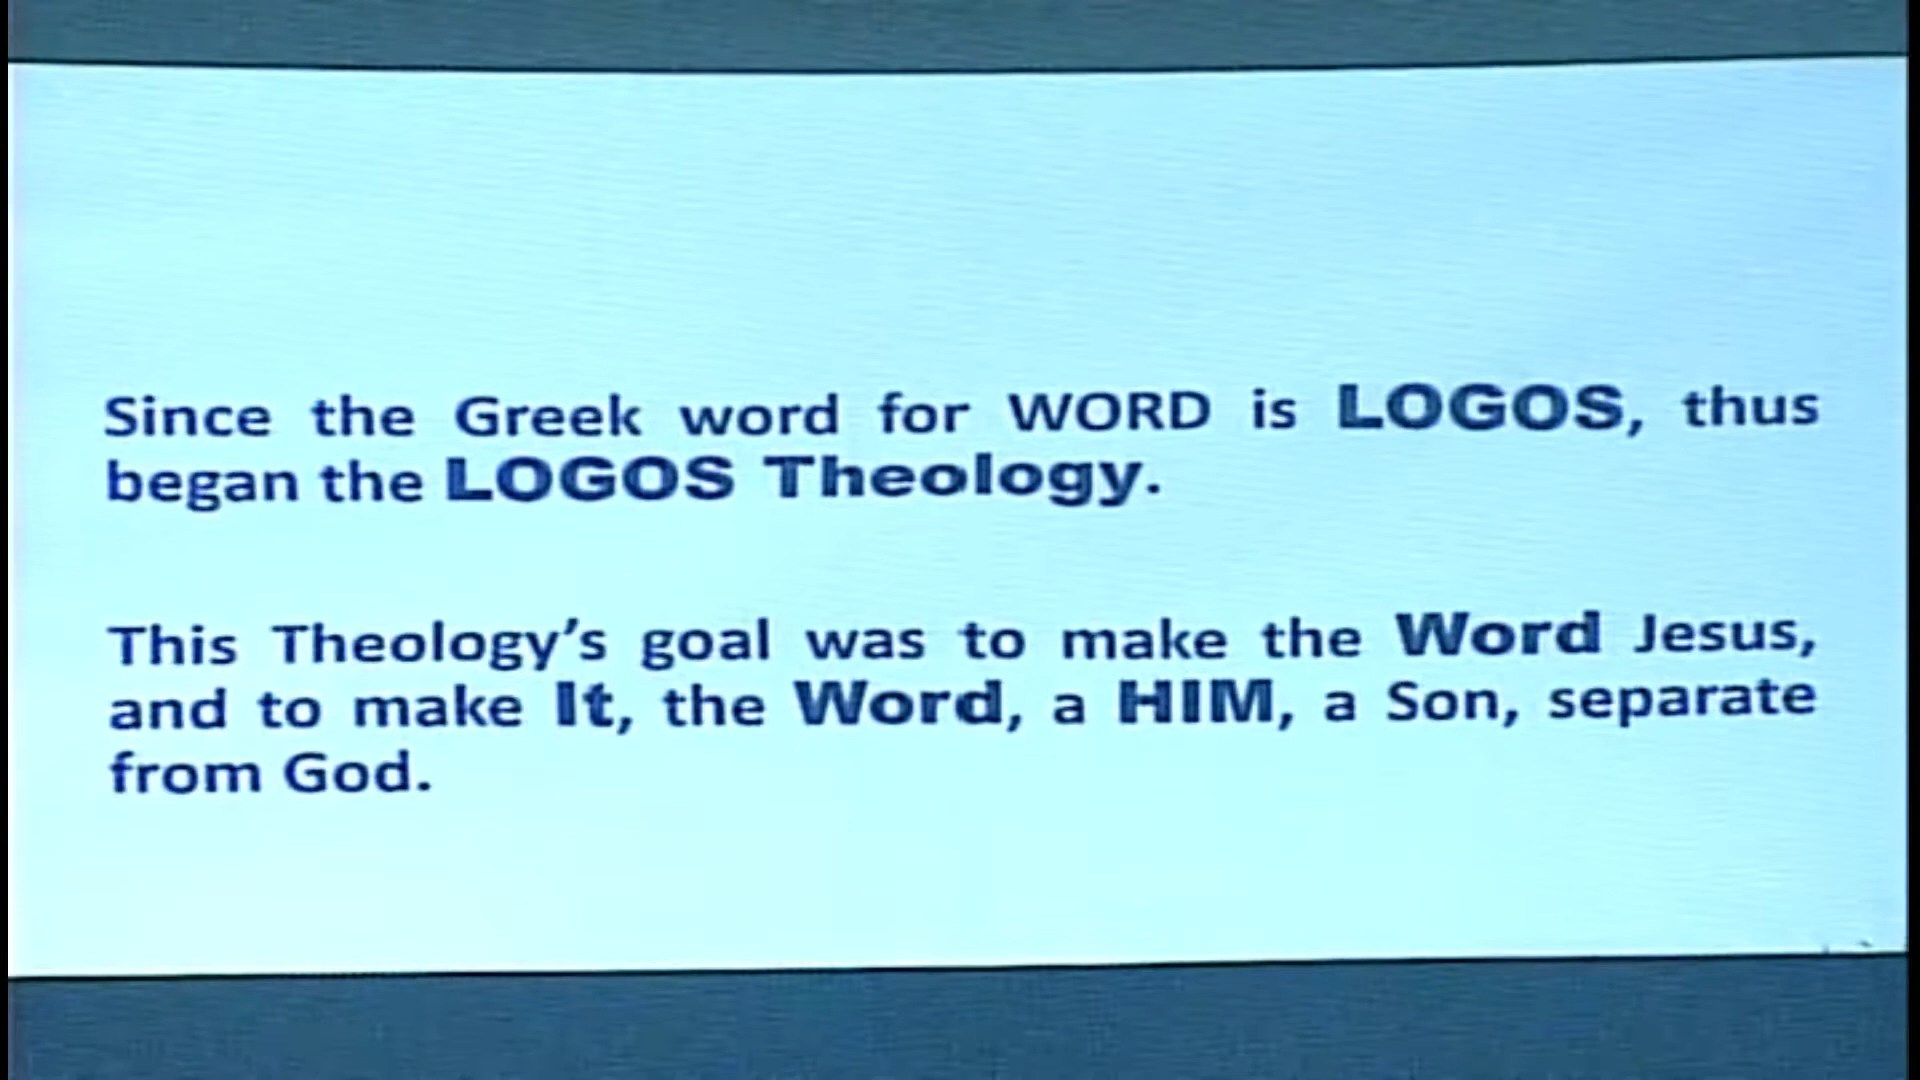 Since the Greek word for WORD is LOGOS, thus
began the LOGOS Theology.
This Theology’s goal was to make the Word Jesus,
and to make It, the Word, a HIM, a Son, separate
from God.